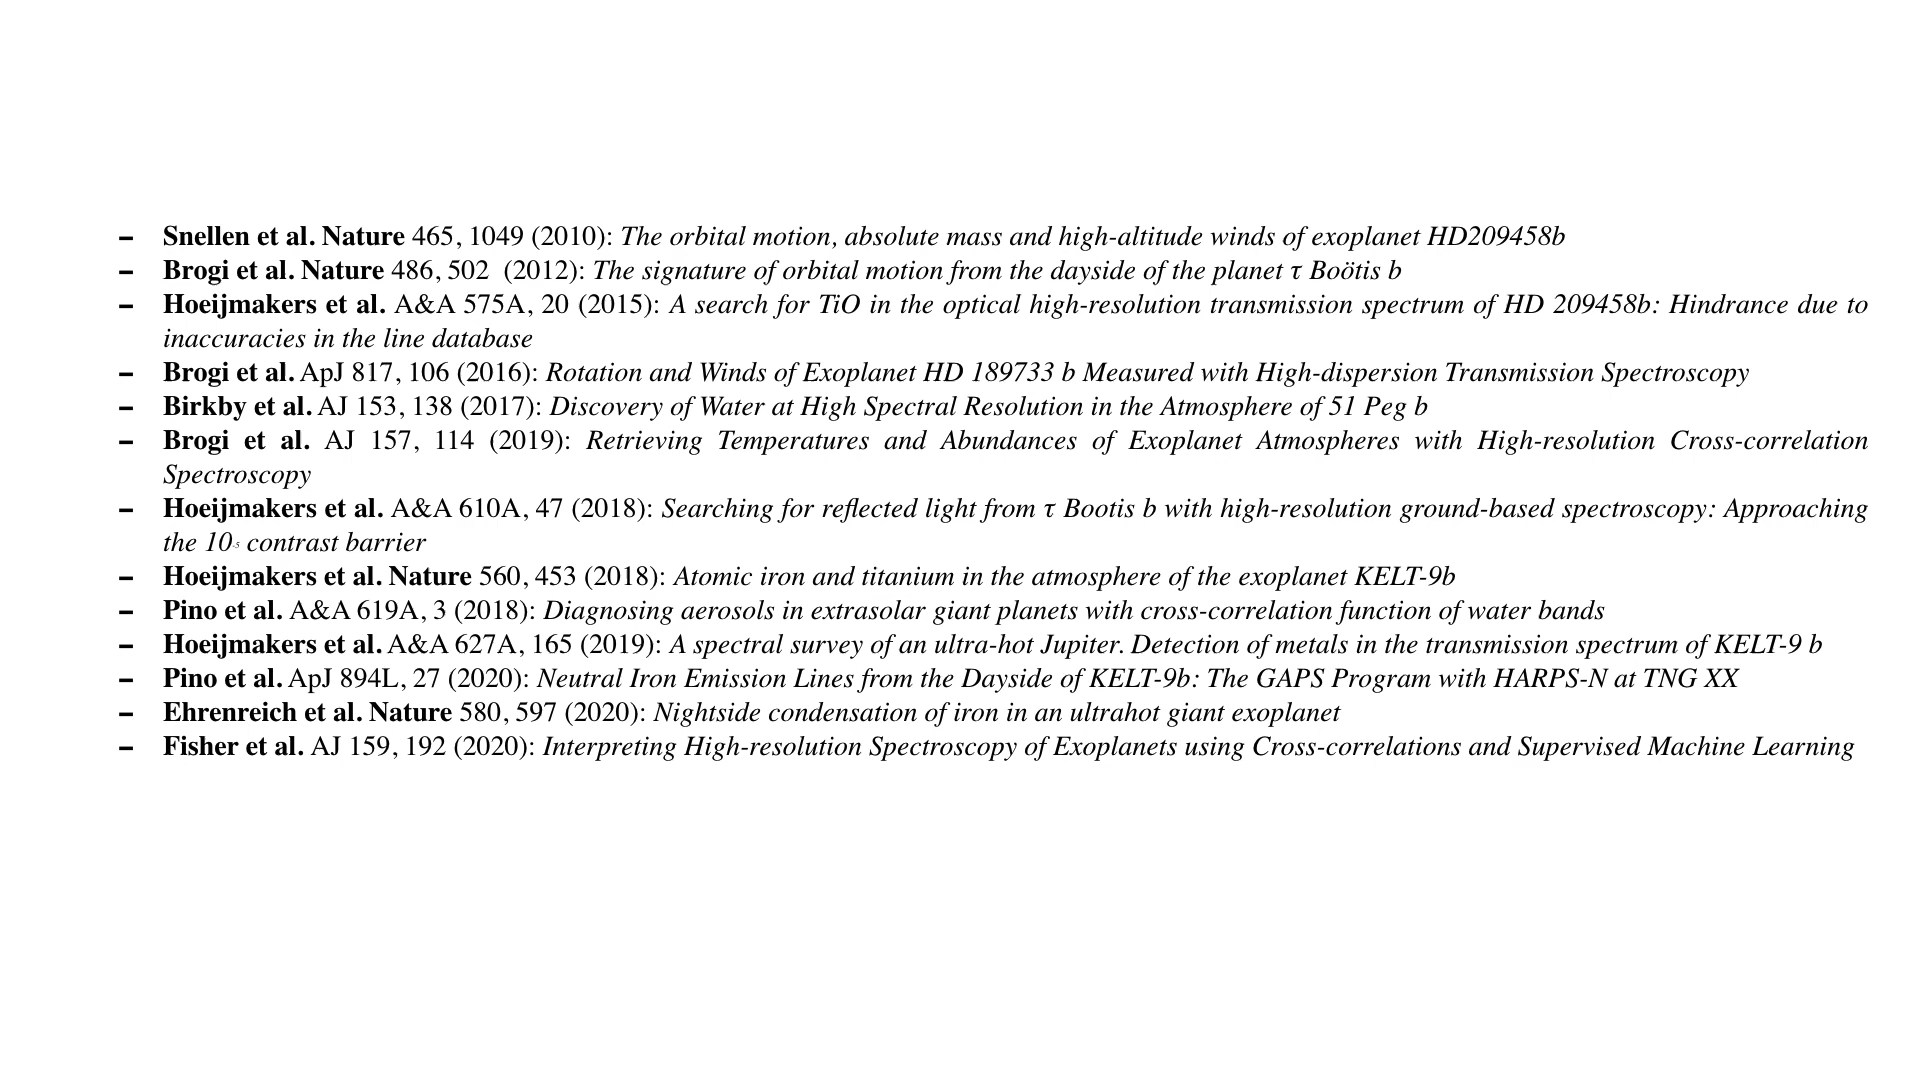 – Snellen et al. Nature 465, 1049 (2010): The orbital motion, absolute mass and high-altitude winds of exoplanet HD209458b
– Brogi et al. Nature 486, 502 (2012): The signature of orbital motion from the dayside of the planet τ Boötis b
– Hoeijmakers et al. A&A 575A, 20 (2015): A search for TiO in the optical high-resolution transmission spectrum of HD 209458b: Hindrance due to
inaccuracies in the line database
– Brogi et al. ApJ 817, 106 (2016): Rotation and Winds of Exoplanet HD 189733 b Measured with High-dispersion Transmission Spectroscopy
– Birkby et al. AJ 153, 138 (2017): Discovery of Water at High Spectral Resolution in the Atmosphere of 51 Peg b
– Brogi et al. AJ 157, 114 (2019): Retrieving Temperatures and Abundances of Exoplanet Atmospheres with High-resolution Cross-correlation
Spectroscopy
– Hoeijmakers et al. A&A 610A, 47 (2018): Searching for reflected light from τ Bootis b with high-resolution ground-based spectroscopy: Approaching
the 10-5 contrast barrier
– Hoeijmakers et al. Nature 560, 453 (2018): Atomic iron and titanium in the atmosphere of the exoplanet KELT-9b
– Pino et al. A&A 619A, 3 (2018): Diagnosing aerosols in extrasolar giant planets with cross-correlation function of water bands
– Hoeijmakers et al. A&A 627A, 165 (2019): A spectral survey of an ultra-hot Jupiter. Detection of metals in the transmission spectrum of KELT-9 b
– Pino et al. ApJ 894L, 27 (2020): Neutral Iron Emission Lines from the Dayside of KELT-9b: The GAPS Program with HARPS-N at TNG XX
– Ehrenreich et al. Nature 580, 597 (2020): Nightside condensation of iron in an ultrahot giant exoplanet
– Fisher et al. AJ 159, 192 (2020): Interpreting High-resolution Spectroscopy of Exoplanets using Cross-correlations and Supervised Machine Learning